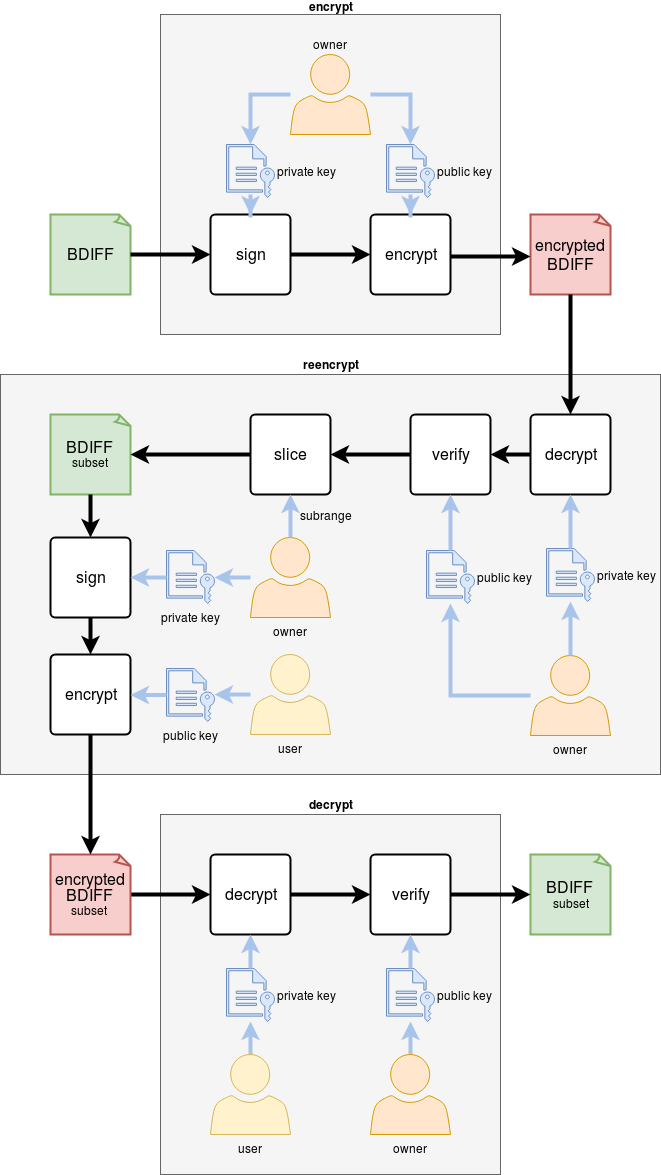 encrypt
owner
private key
public key
BDIFF
sign
encrypt
encrypted
BDIFF
reencrypt
BDIFF
subset
slice
verify
decrypt
subrange
sign
private key
owner
public key
private key
encrypt
public key
user
owner
decrypt
encrypted
BDIFF
subset
decrypt
verify
BDIFF
subset
private key
public key
user
owner